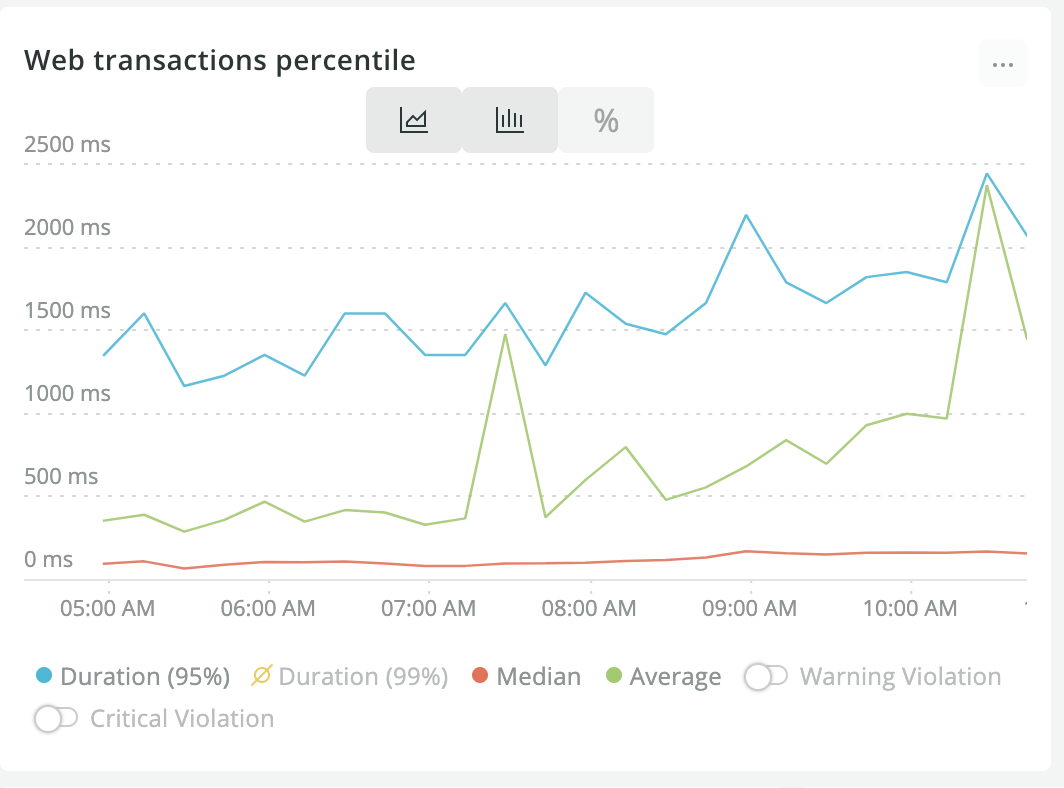 Web transactions percentile
...
%
2500 ms
2000 ms
1500 ms
1000 ms
500 ms
0 ms
05:00 AM 06:00 AM 07:00 AM 08:00 AM 09:00 AM 10:00 AM
Duration (95%) Duration (99%) Median Average Warning Violation
Critical Violation